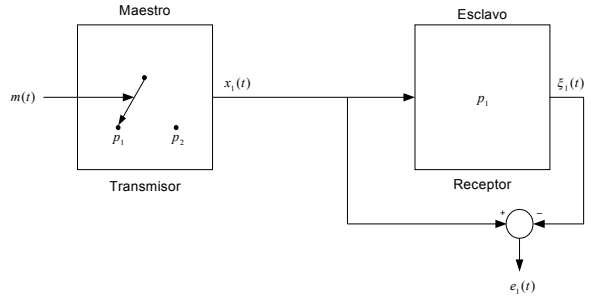 Maestro
Esclavo
m(t)
x₁(t)
p₁
ξ₁(t)
p₁
p₂
Transmisor
Receptor
+
−
e₁(t)